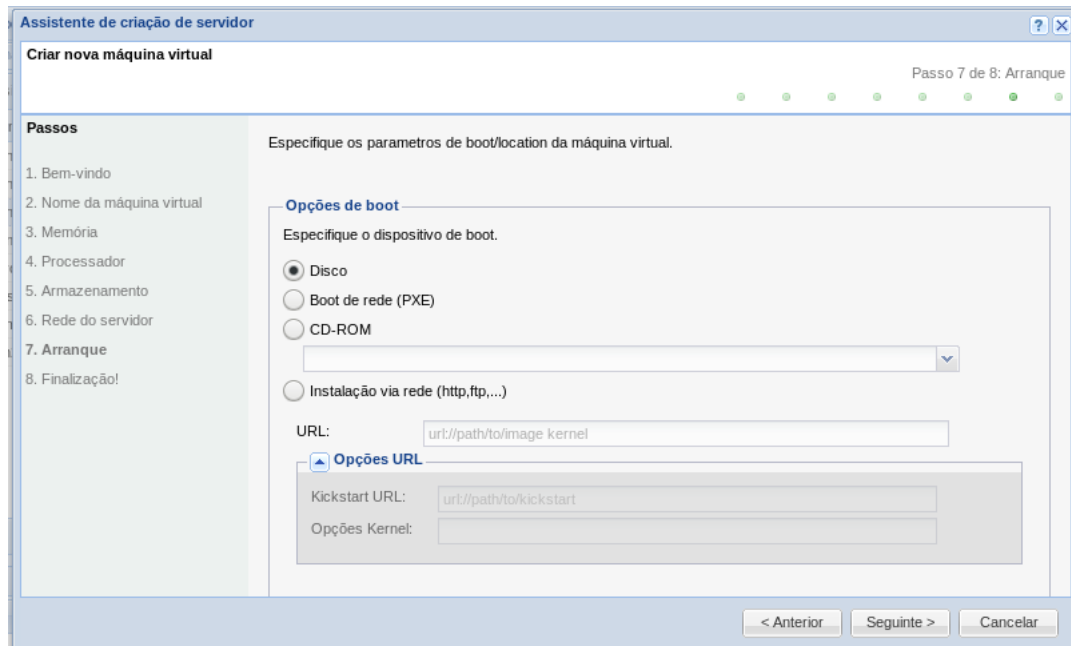 Assistente de criação de servidor
?
Criar nova máquina virtual
Passo 7 de 8: Arranque
Passos
Especifique os parametros de boot/location da máquina virtual.
1. Bem-vindo
2. Nome da máquina virtual
3. Memória
4. Processador
5. Armazenamento
6. Rede do servidor
7. Arranque
8. Finalização!
Opções de boot
Especifique o dispositivo de boot.
Disco
Boot de rede (PXE)
CD-ROM
Instalação via rede (http,ftp,...)
URL: url://path/to/image kernel
Opções URL
Kickstart URL: url://path/to/kickstart
Opções Kernel:
< Anterior Seguinte > Cancelar